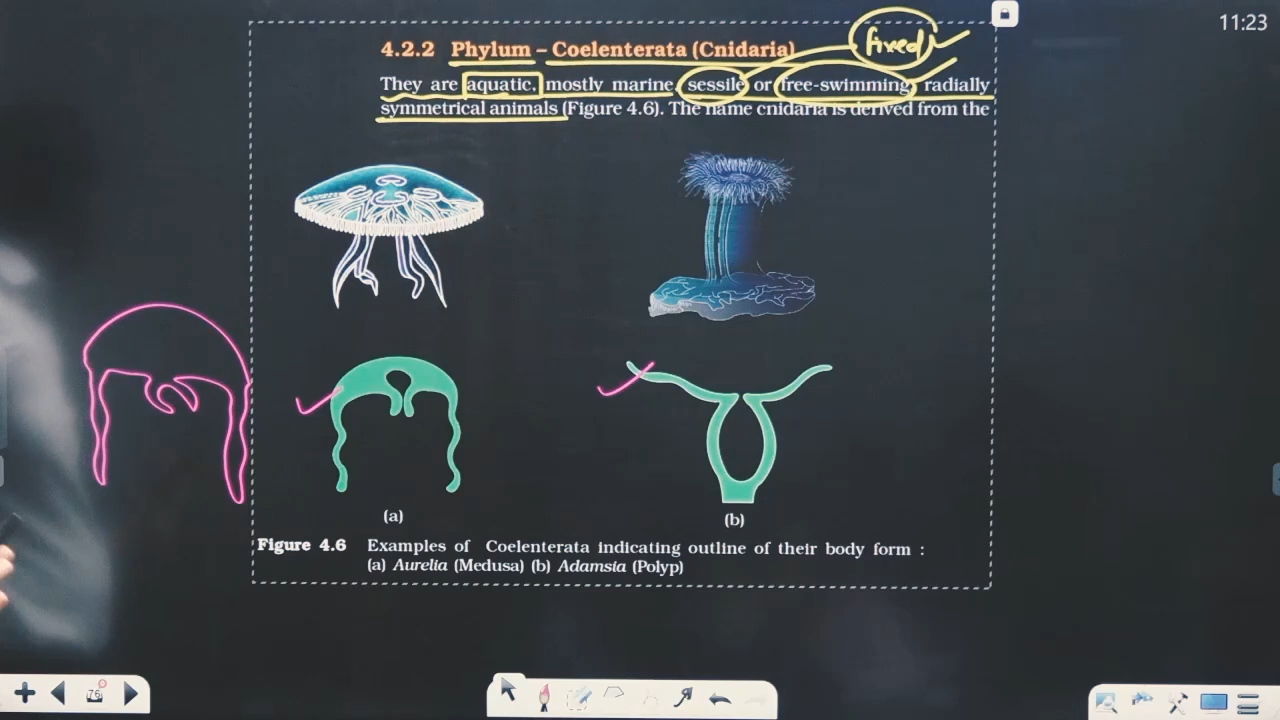 11:23
fixed
4.2.2 Phylum – Coelenterata (Cnidaria)
They are aquatic, mostly marine, sessile or free-swimming, radially
symmetrical animals (Figure 4.6). The name cnidaria is derived from the
(a)
(b)
Figure 4.6 Examples of Coelenterata indicating outline of their body form :
(a) Aurelia (Medusa) (b) Adamsia (Polyp)
76